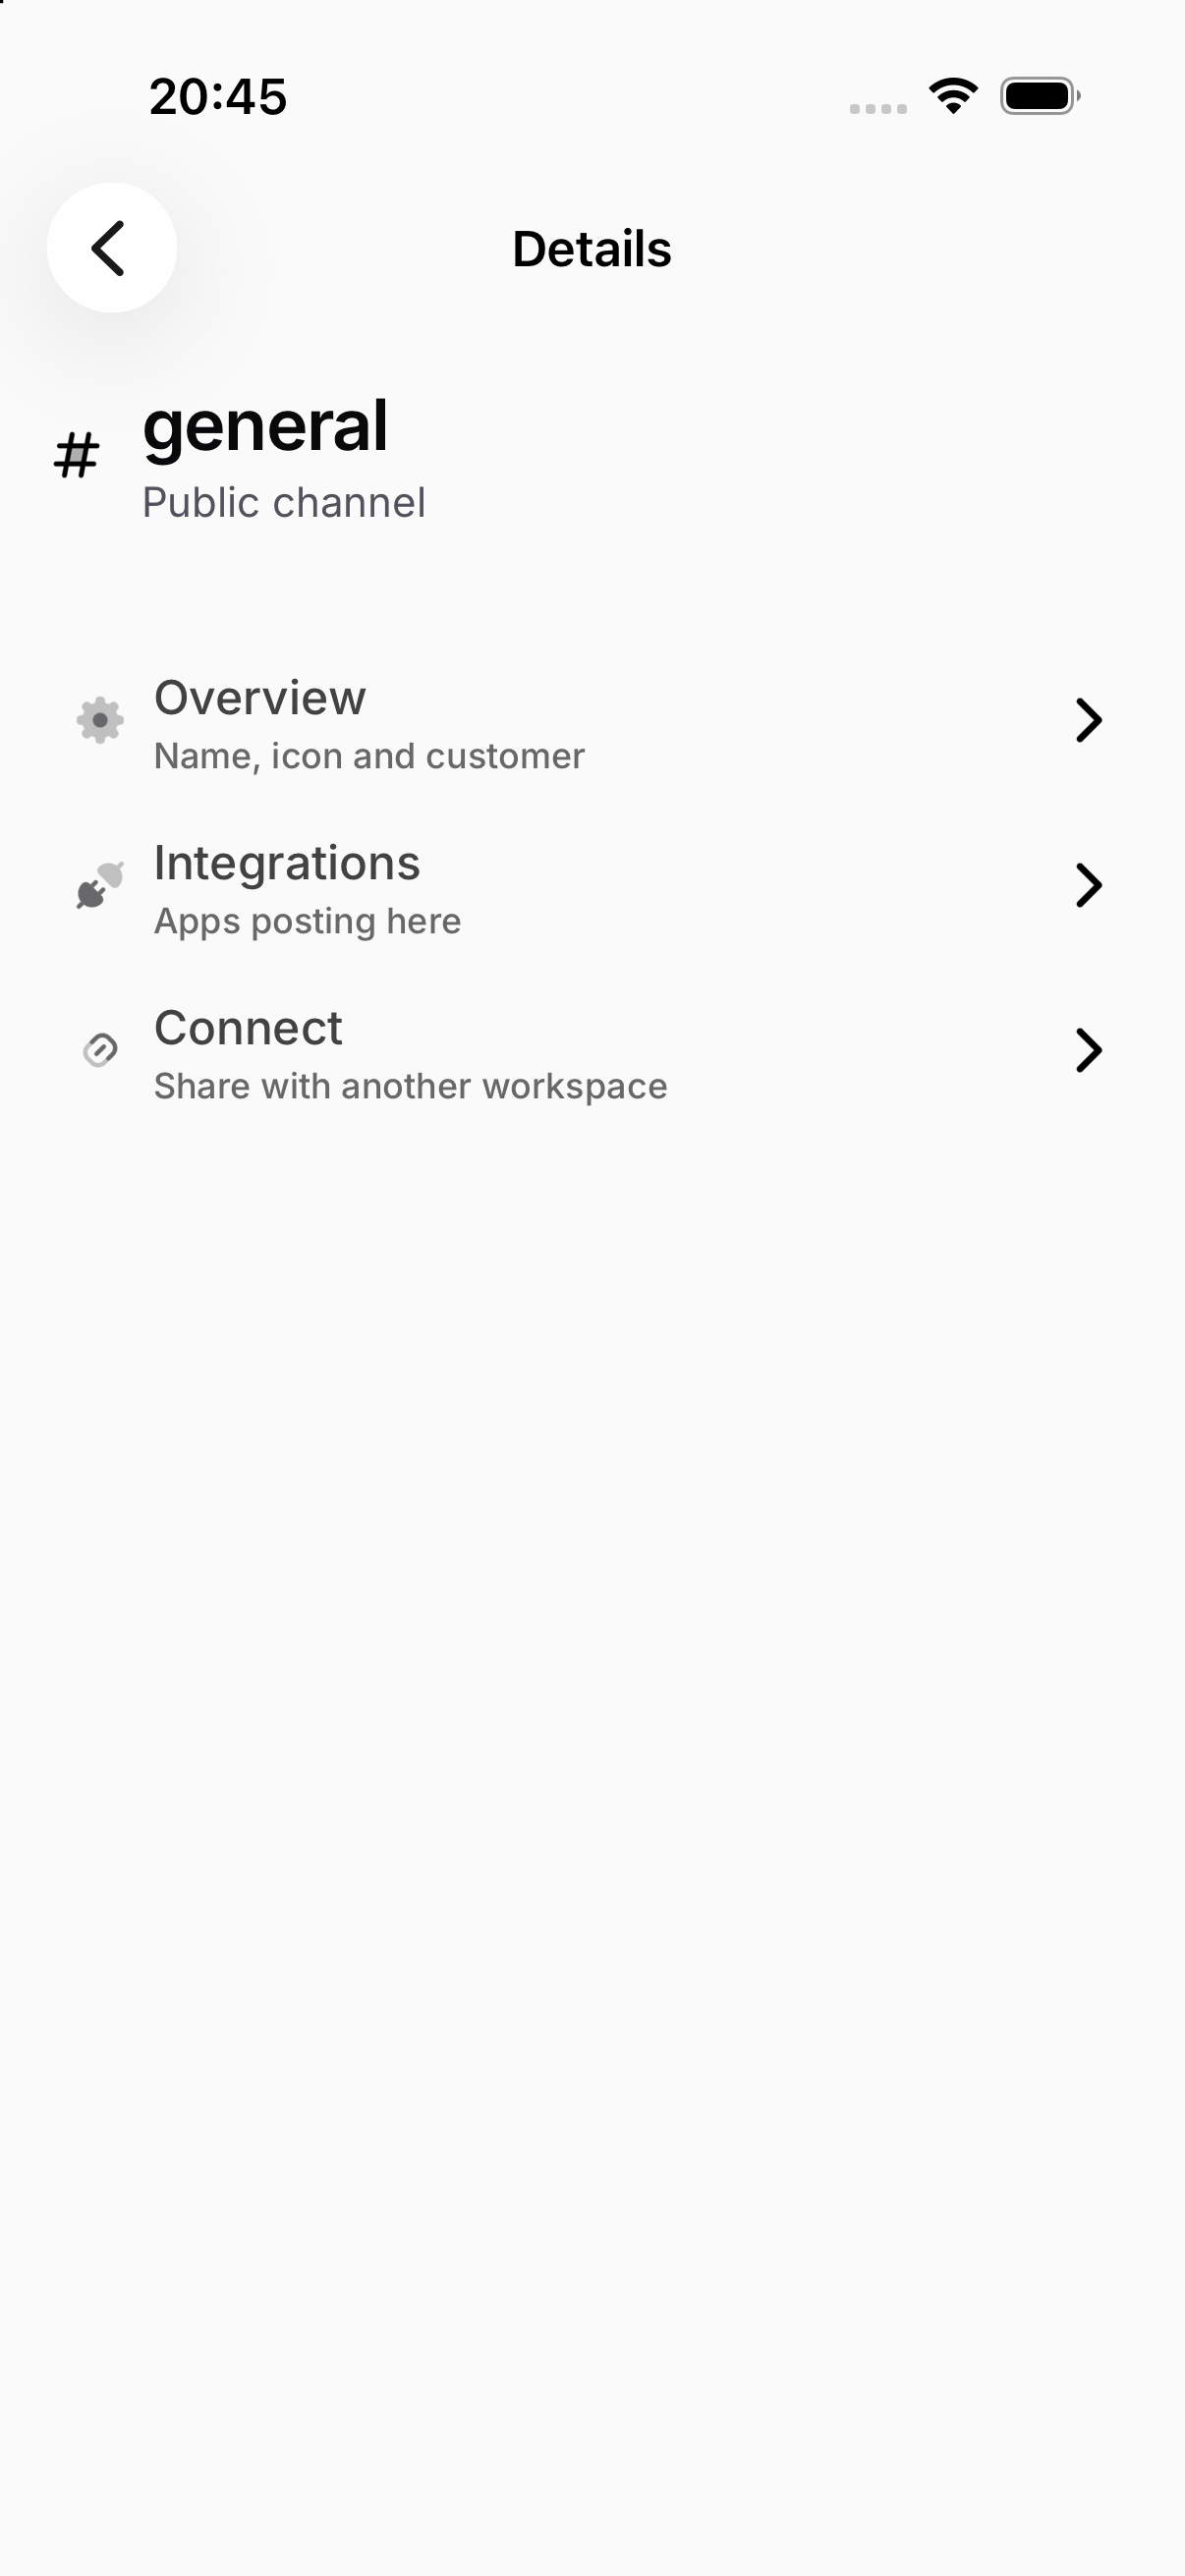 20:45
Details
# general
Public channel
Overview
Name, icon and customer
Integrations
Apps posting here
Connect
Share with another workspace